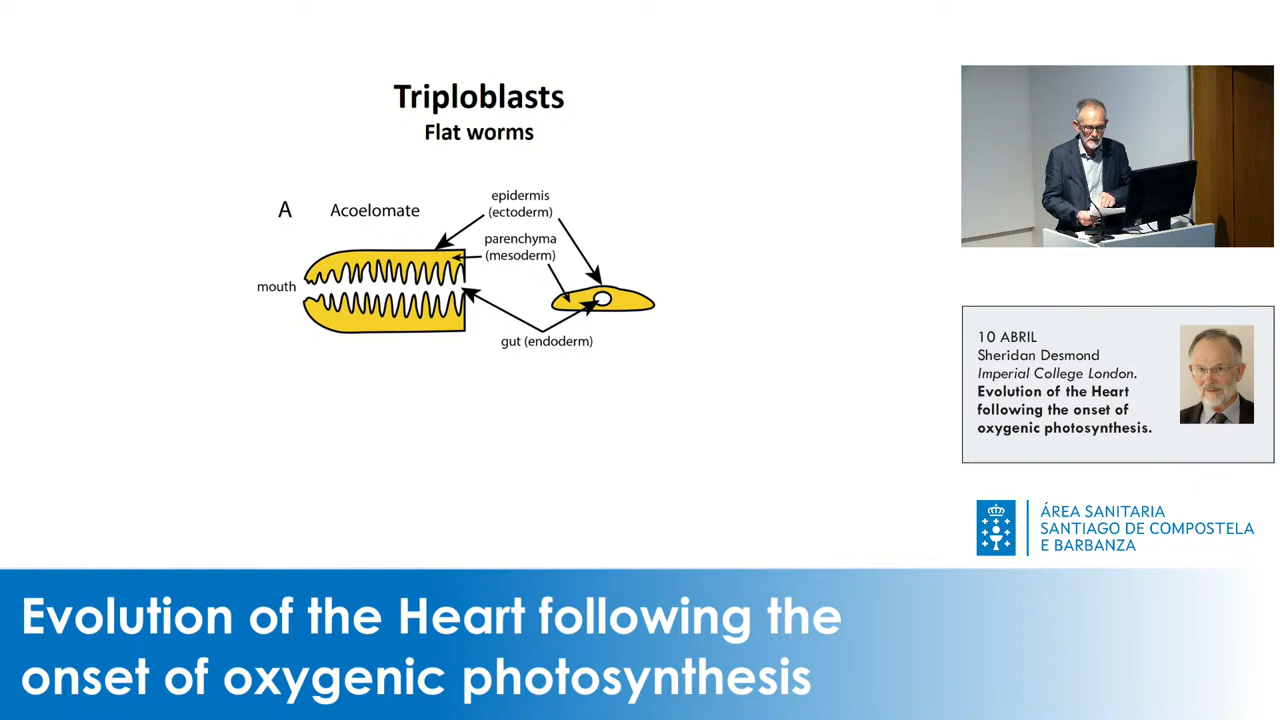 Triploblasts
Flat worms
A
Acoelomate
epidermis
(ectoderm)
parenchyma
(mesoderm)
mouth
gut (endoderm)
10 ABRIL
Sheridan Desmond
Imperial College London.
Evolution of the Heart
following the onset of
oxygenic photosynthesis.
ÁREA SANITARIA
SANTIAGO DE COMPOSTELA
E BARBANZA
Evolution of the Heart following the
onset of oxygenic photosynthesis